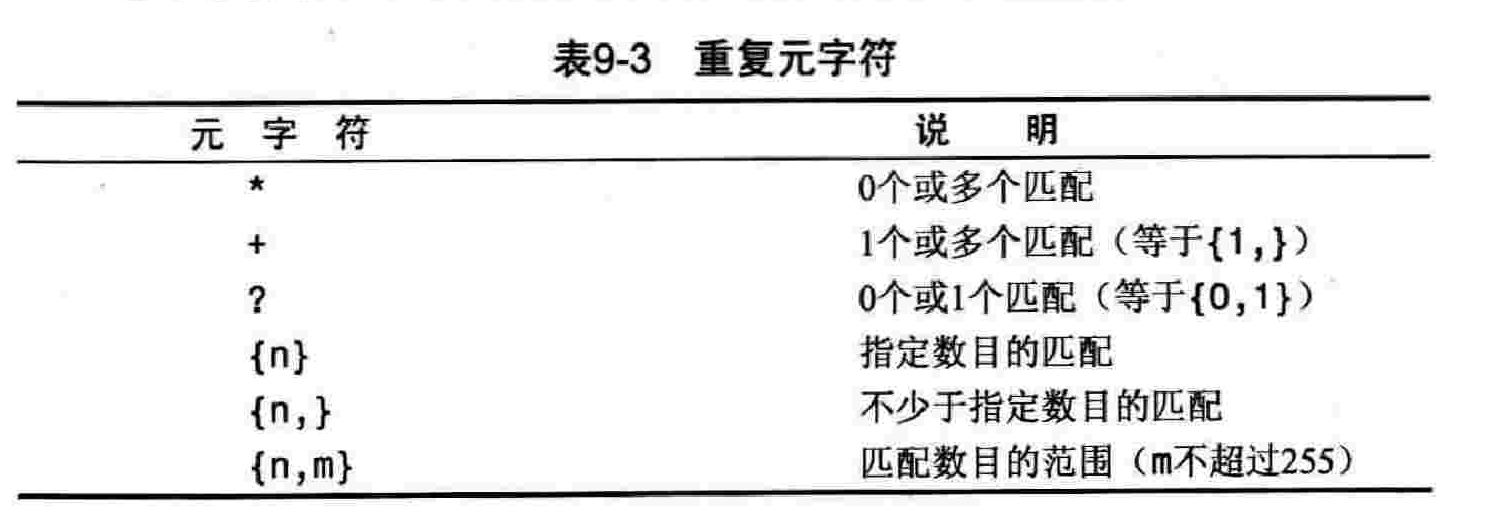 表9-3 重复元字符
元 字 符 说 明
* 0个或多个匹配
+ 1个或多个匹配（等于{1,}）
? 0个或1个匹配（等于{0,1}）
{n} 指定数目的匹配
{n,} 不少于指定数目的匹配
{n,m} 匹配数目的范围（m不超过255）